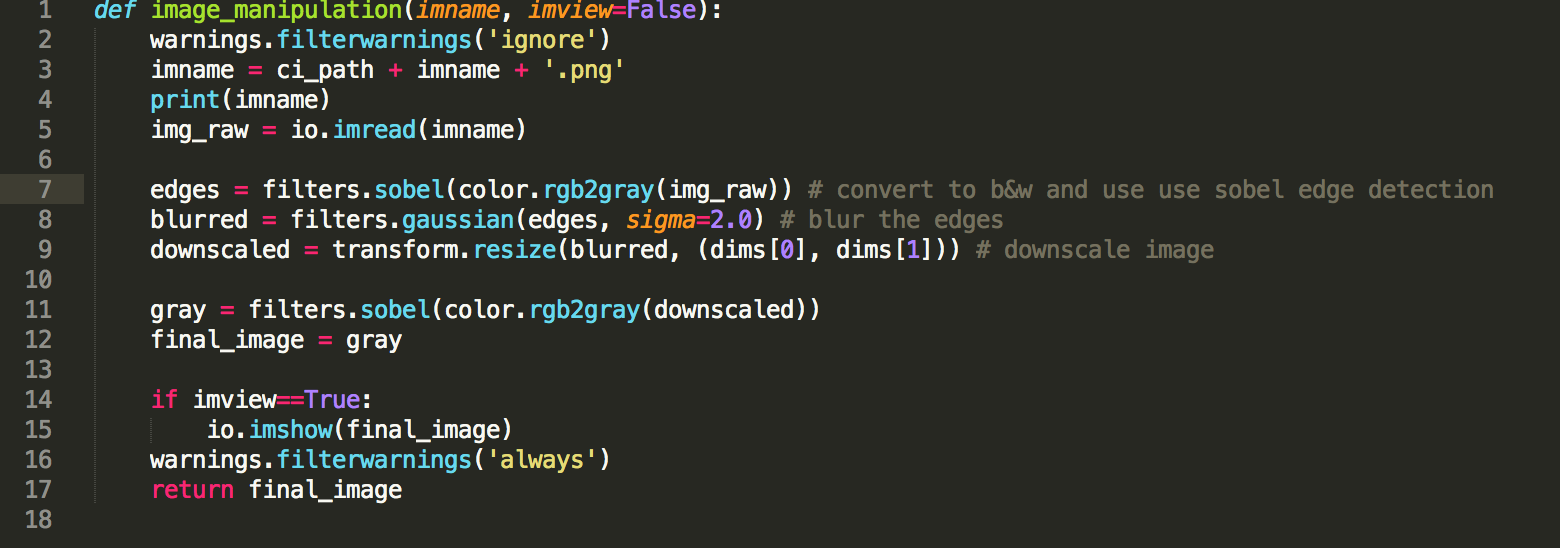 1 def image_manipulation(imname, imview=False):
2 warnings.filterwarnings('ignore')
3 imname = ci_path + imname + '.png'
4 print(imname)
5 img_raw = io.imread(imname)
6
7 edges = filters.sobel(color.rgb2gray(img_raw)) # convert to b&w and use use sobel edge detection
8 blurred = filters.gaussian(edges, sigma=2.0) # blur the edges
9 downscaled = transform.resize(blurred, (dims[0], dims[1])) # downscale image
10
11 gray = filters.sobel(color.rgb2gray(downscaled))
12 final_image = gray
13
14 if imview==True:
15 io.imshow(final_image)
16 warnings.filterwarnings('always')
17 return final_image
18